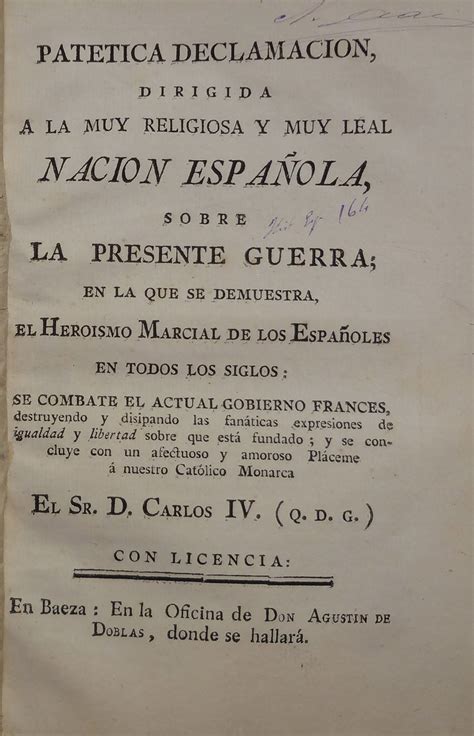 PATETICA DECLAMACION,
DIRIGIDA
A LA MUY RELIGIOSA Y MUY LEAL
NACION ESPAÑOLA,
SOBRE
164
LA PRESENTE GUERRA;
EN LA QUE SE DEMUESTRA,
EL HEROISMO MARCIAL DE LOS ESPAÑOLES
EN TODOS LOS SIGLOS:
SE COMBATE EL ACTUAL GOBIERNO FRANCES,
destruyendo y disipando las fanáticas expresiones de
igualdad y libertad sobre que está fundado; y se con-
cluye con un afectuoso y amoroso Pláceme
á nuestro Católico Monarca
EL SR. D. CARLOS IV. (Q. D. G.)
CON LICENCIA:
En Baeza: En la Oficina de DON AGUSTIN DE
DOBLAS, donde se hallará.